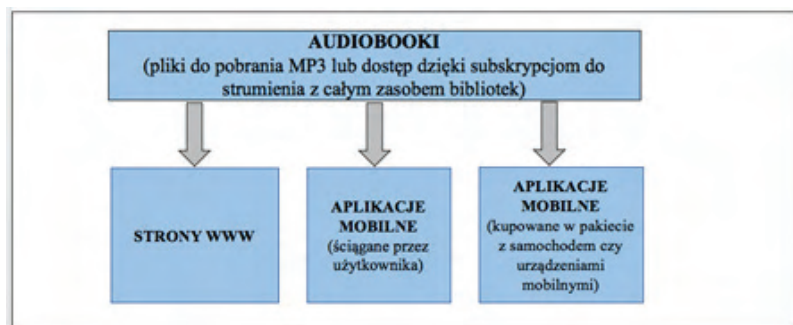 AUDIOBOOKI
(pliki do pobrania MP3 lub dostęp dzięki subskrypcjom do
strumienia z całym zasobem bibliotek)
STRONY WWW
APLIKACJE
MOBILNE
(ściągane przez
użytkownika)
APLIKACJE
MOBILNE
(kupowane w pakiecie
z samochodem czy
urządzeniami
mobilnymi)